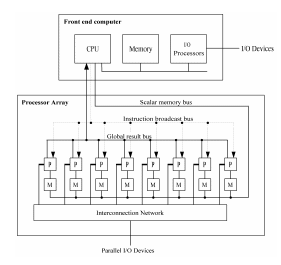 Front end computer
CPU
Memory
I/O
Processors
I/O Devices
Processor Array
Scalar memory bus
Instruction broadcast bus
Global result bus
P P P P P P P P
M M M M M M M M
Interconnection Network
Parallel I/O Devices